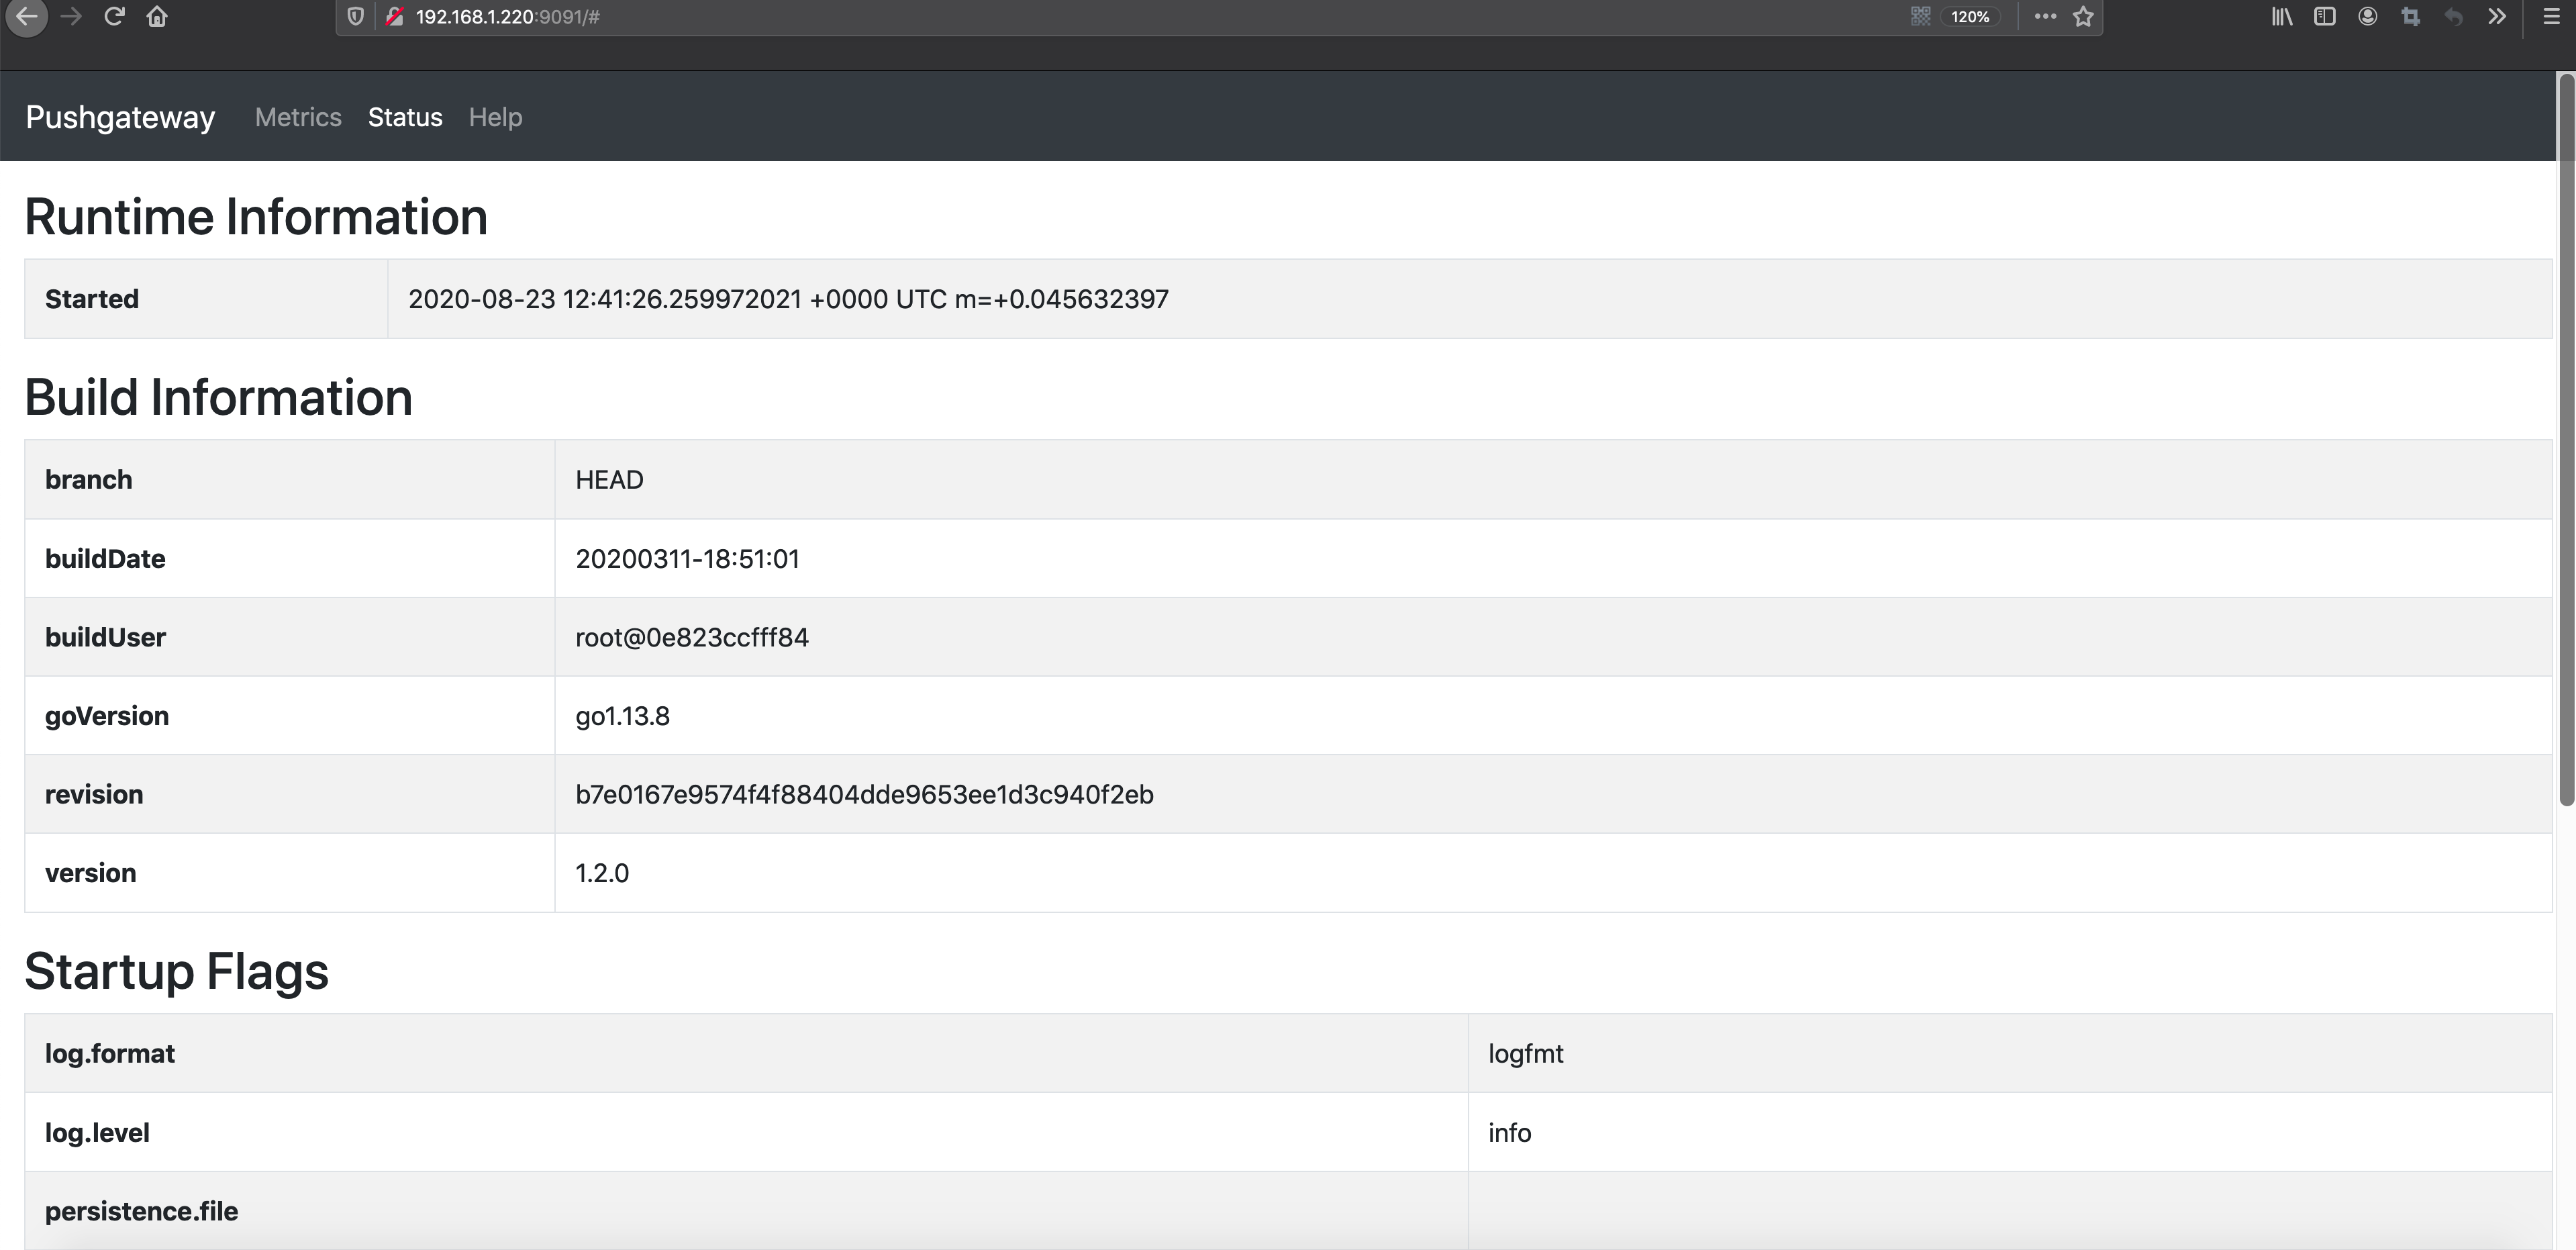 192.168.1.220:9091/# 120%
Pushgateway Metrics Status Help
Runtime Information
Started 2020-08-23 12:41:26.259972021 +0000 UTC m=+0.045632397
Build Information
branch HEAD
buildDate 20200311-18:51:01
buildUser root@0e823ccfff84
goVersion go1.13.8
revision b7e0167e9574f4f88404dde9653ee1d3c940f2eb
version 1.2.0
Startup Flags
log.format logfmt
log.level info
persistence.file